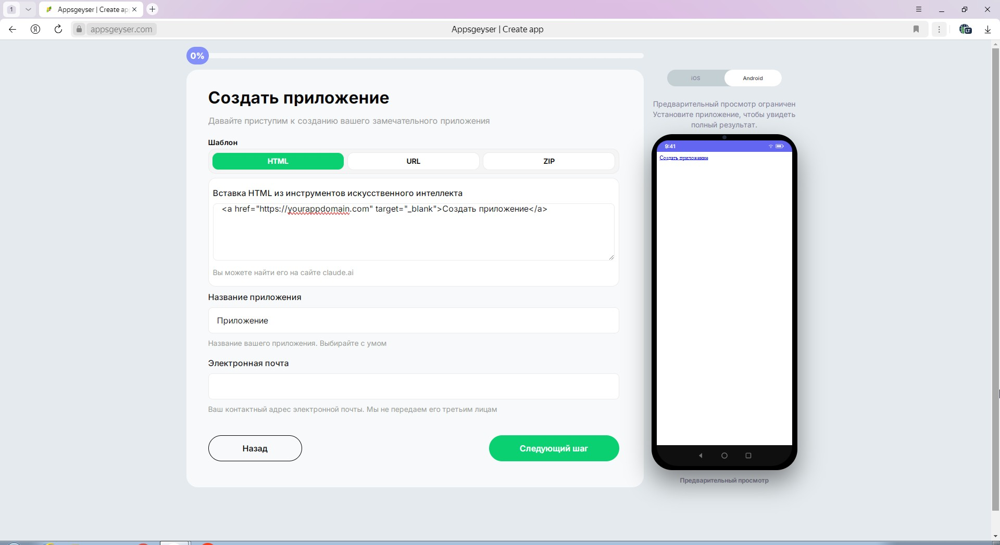 1
Appsgeyser | Create ap
appsgeyser.com
Appsgeyser | Create app
LT
0%
Создать приложение
Давайте приступим к созданию вашего замечательного приложения
Шаблон
HTML
URL
ZIP
Вставка HTML из инструментов искусственного интеллекта
<a href="https://yourappdomain.com" target="_blank">Создать приложение</a>
Вы можете найти его на сайте claude.ai
Название приложения
Приложение
Название вашего приложения. Выбирайте с умом
Электронная почта
Ваш контактный адрес электронной почты. Мы не передаем его третьим лицам
Назад
Следующий шаг
iOS
Android
Предварительный просмотр ограничен
Установите приложение, чтобы увидеть
полный результат.
9:41
Создать приложение
Предварительный просмотр